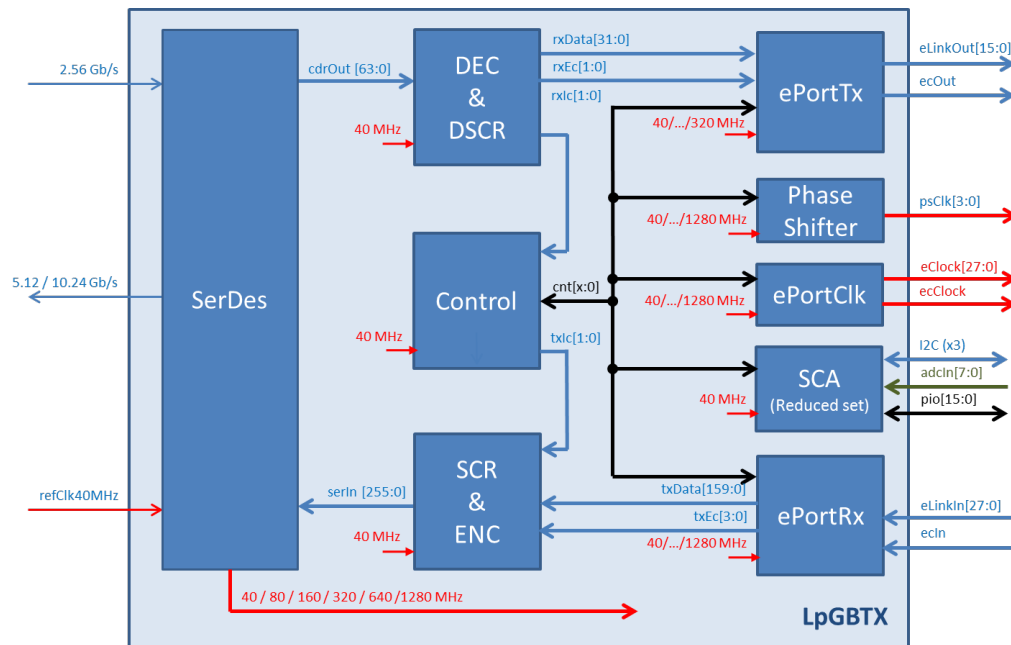 2.56 Gb/s
5.12 / 10.24 Gb/s
refClk40MHz
SerDes
cdrOut [63:0]
40 MHz
DEC
&
DSCR
rxData[31:0]
rxEc[1:0]
rxIc[1:0]
40/.../320 MHz
ePortTx
eLinkOut[15:0]
ecOut
40/.../1280 MHz
Phase
Shifter
psClk[3:0]
40 MHz
Control
cnt[x:0]
txIc[1:0]
40/.../1280 MHz
ePortClk
eClock[27:0]
ecClock
40 MHz
SCA
(Reduced set)
I2C (x3)
adcIn[7:0]
pio[15:0]
serIn [255:0]
40 MHz
SCR
&
ENC
txData[159:0]
txEc[3:0]
40/.../1280 MHz
ePortRx
eLinkIn[27:0]
ecIn
40 / 80 / 160 / 320 / 640 /1280 MHz
LpGBTX